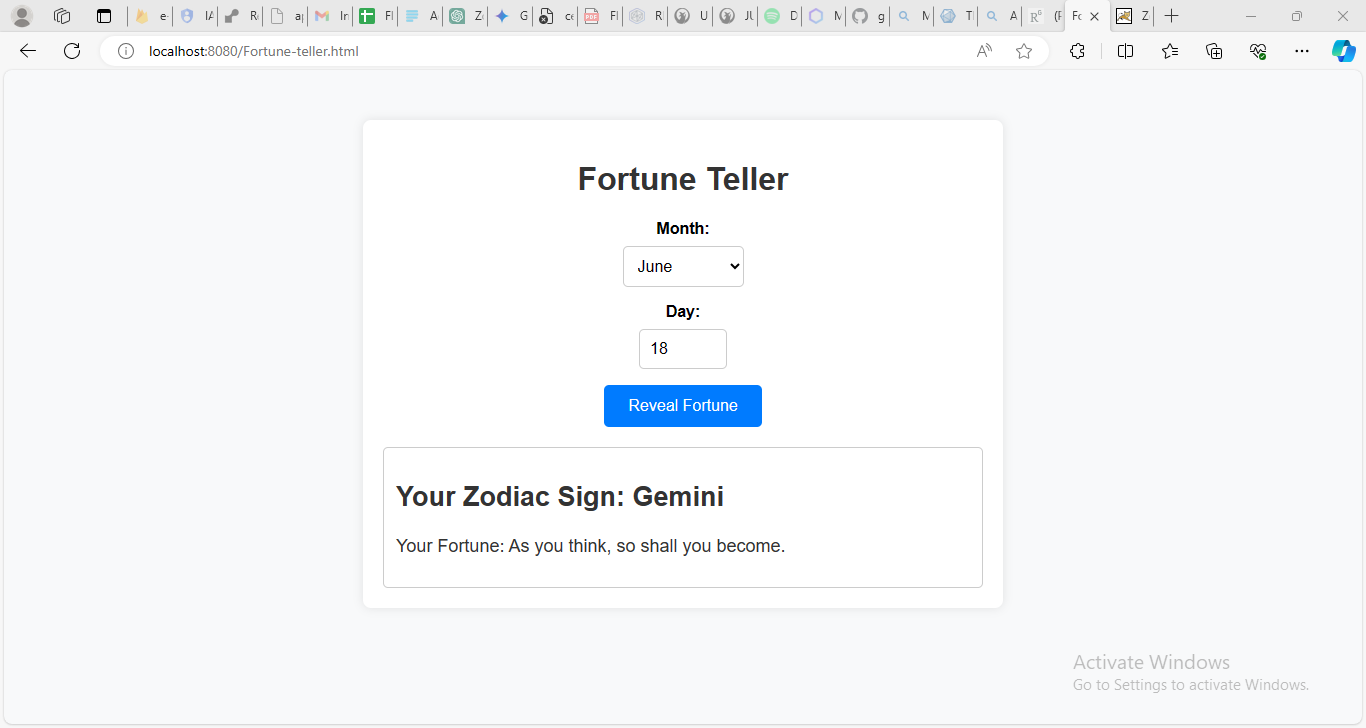 localhost:8080/Fortune-teller.html
Fortune Teller
Month:
June
Day:
18
Reveal Fortune
Your Zodiac Sign: Gemini
Your Fortune: As you think, so shall you become.
Activate Windows
Go to Settings to activate Windows.